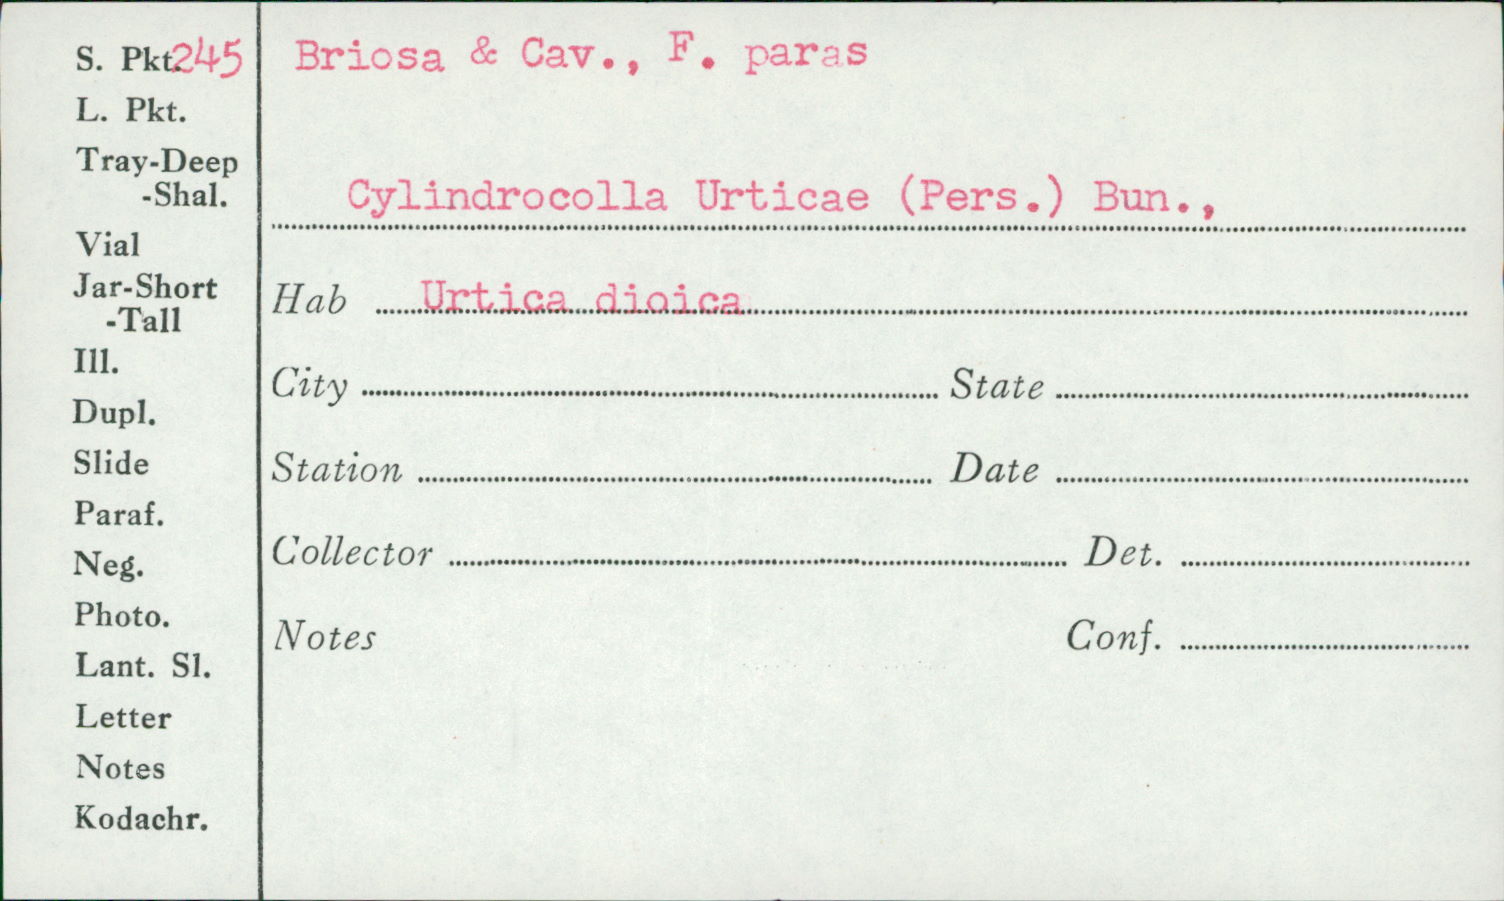 S. Pkt. 245
L. Pkt.
Tray-Deep
-Shal.
Vial
Jar-Short
-Tall
Ill.
Dupl.
Slide
Paraf.
Neg.
Photo.
Lant. Sl.
Letter
Notes
Kodachr.
Briosa & Cav., F. paras
Cylindrocolla Urticae (Pers.) Bun.,
Hab Urtica dioica
City State
Station Date
Collector Det.
Notes Conf.